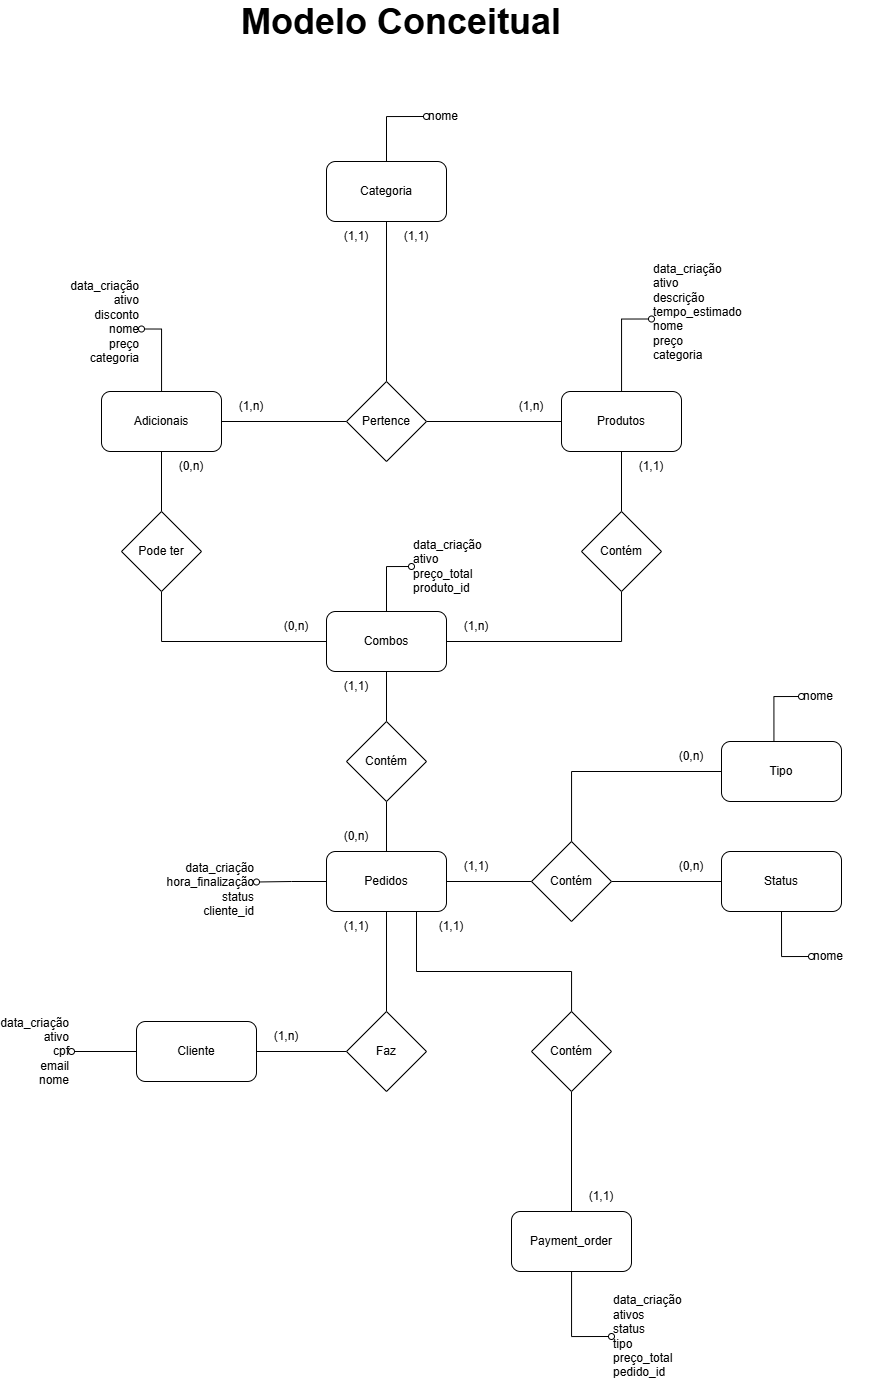 Modelo Conceitual
nome
Categoria
(1,1)
(1,1)
data_criação
ativo
disconto
nome
preço
categoria
data_criação
ativo
descrição
tempo_estimado
nome
preço
categoria
(1,n)
(1,n)
Adicionais
Pertence
Produtos
(0,n)
(1,1)
Pode ter
Contém
data_criação
ativo
preço_total
produto_id
(0,n)
(1,n)
Combos
(1,1)
nome
Contém
(0,n)
Tipo
(0,n)
data_criação
hora_finalização
status
cliente_id
Pedidos
(1,1)
Contém
(0,n)
Status
(1,1)
(1,1)
nome
data_criação
ativo
cpf
email
nome
Cliente
(1,n)
Faz
Contém
(1,1)
Payment_order
data_criação
ativos
status
tipo
preço_total
pedido_id